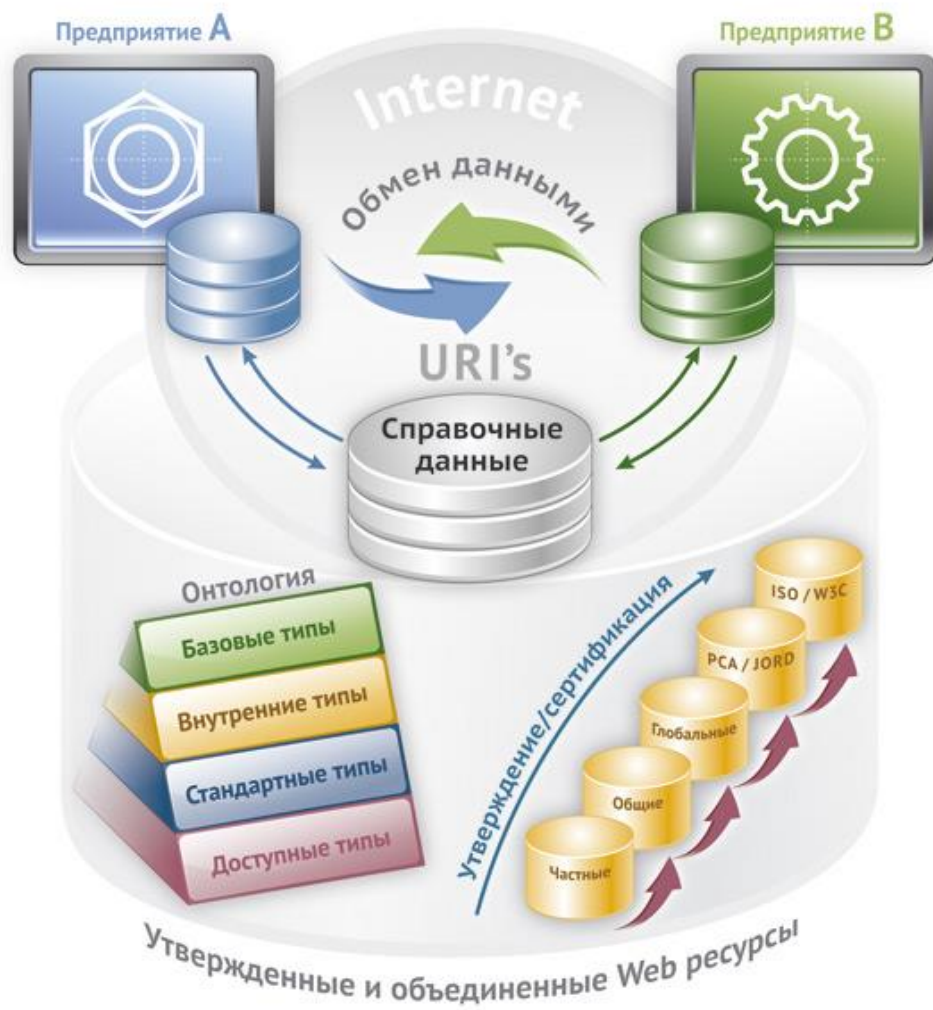 Предприятие А
Предприятие В
Internet
Обмен данными
URI's
Справочные
данные
Онтология
Базовые типы
Внутренние типы
Стандартные типы
Доступные типы
Утверждение/сертификация
ISO / W3C
PCA / JORD
Глобальные
Общие
Частные
Утвержденные и объединенные Web ресурсы